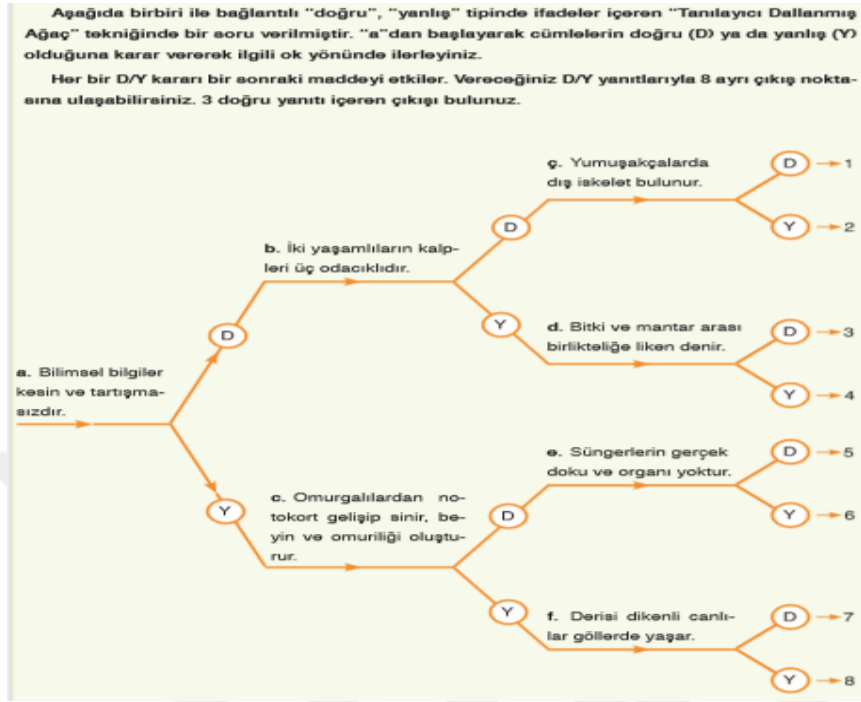 Aşağıda birbiri ile bağlantılı "doğru", "yanlış" tipinde ifadeler içeren "Tanılayıcı Dallanmış
Ağaç" tekniğinde bir soru verilmiştir. "a"dan başlayarak cümlelerin doğru (D) ya da yanlış (Y)
olduğuna karar vererek ilgili ok yönünde ilerleyiniz.
Her bir D/Y kararı bir sonraki maddeyi etkiler. Vereceğiniz D/Y yanıtlarıyla 8 ayrı çıkış nokta-
sına ulaşabilirsiniz. 3 doğru yanıtı içeren çıkışı bulunuz.
a. Bilimsel bilgiler
kesin ve tartışma-
sızdır.
D
Y
b. İki yaşamlıların kalp-
leri üç odacıklıdır.
D
Y
c. Omurgalılardan no-
tokort gelişip sinir, be-
yin ve omuriliği oluştu-
rur.
D
Y
ç. Yumuşakçalarda
dış iskelet bulunur.
D 1
Y 2
d. Bitki ve mantar arası
birlikteliğe liken denir.
D 3
Y 4
e. Süngerlerin gerçek
doku ve organı yoktur.
D 5
Y 6
f. Derisi dikenli canlı-
lar göllerde yaşar.
D 7
Y 8